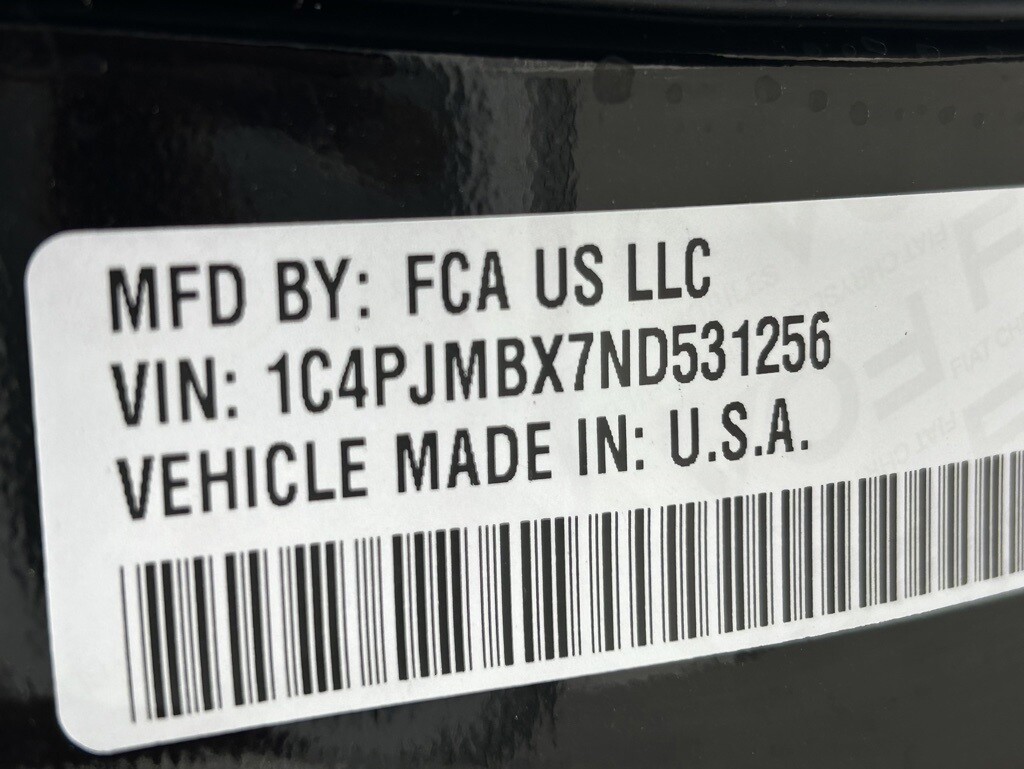 MFD BY: FCA US LLC
VIN: 1C4PJMBX7ND531256
VEHICLE MADE IN: U.S.A.